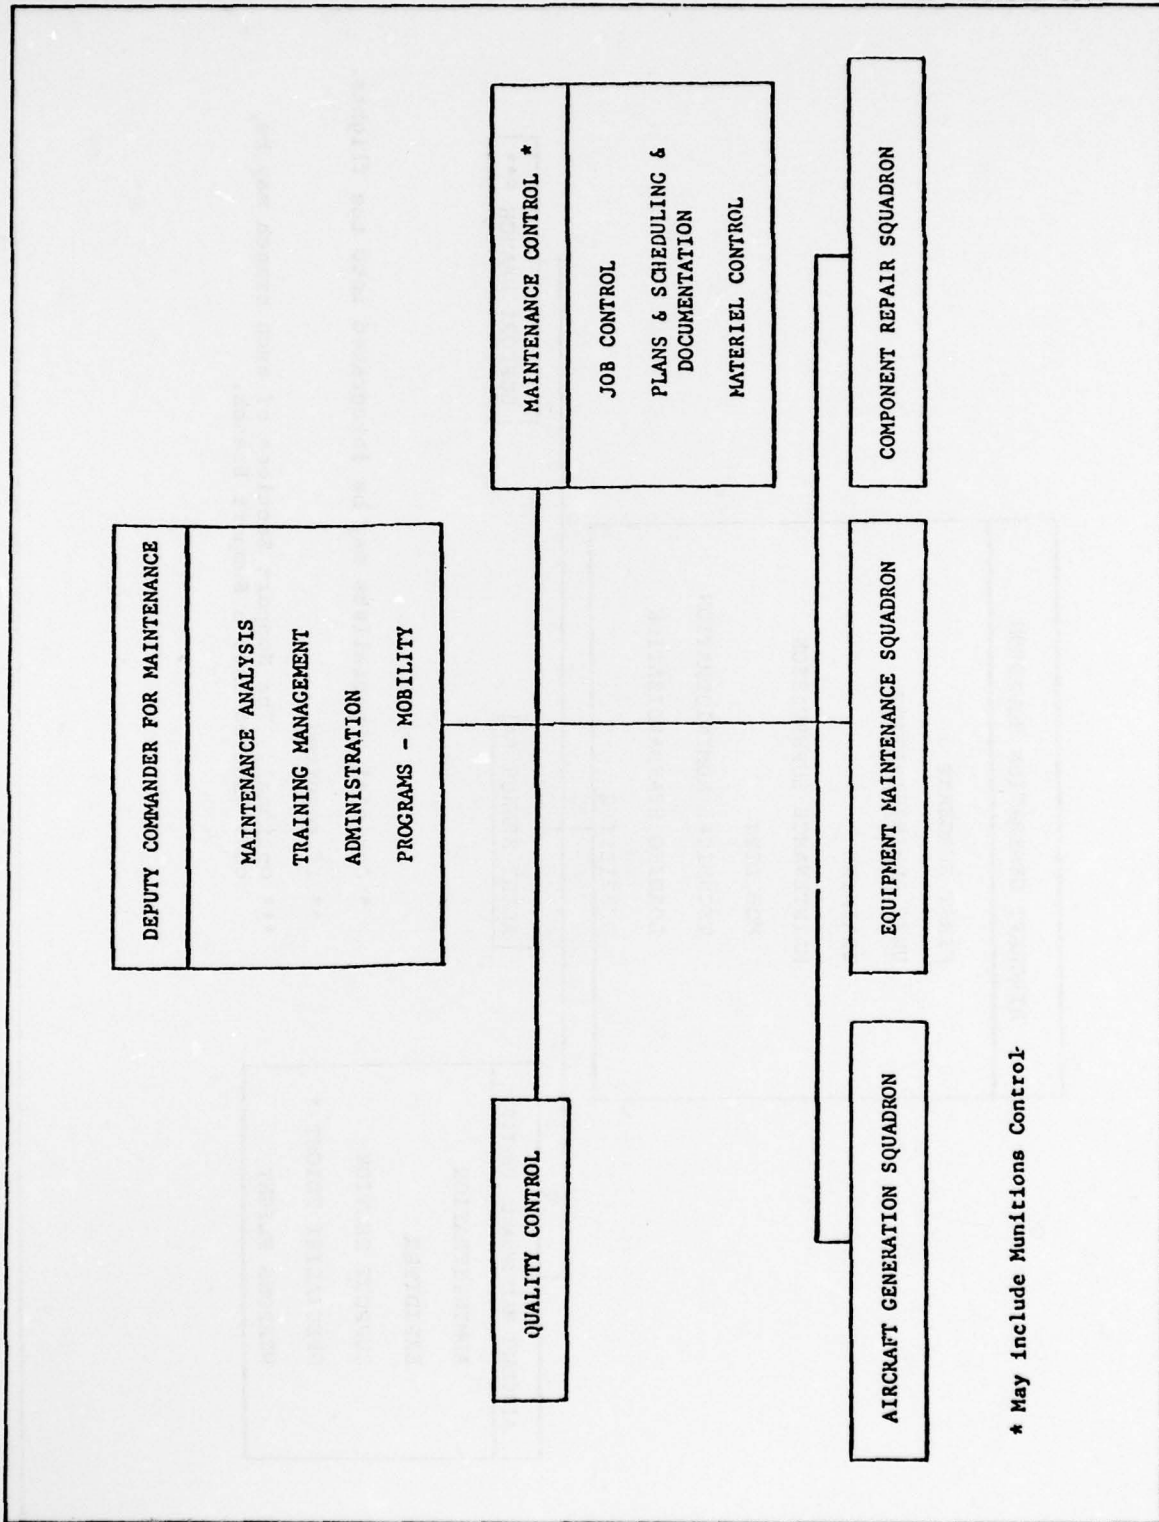 DEPUTY COMMANDER FOR MAINTENANCE
MAINTENANCE ANALYSIS
TRAINING MANAGEMENT
ADMINISTRATION
PROGRAMS - MOBILITY
QUALITY CONTROL
MAINTENANCE CONTROL *
JOB CONTROL
PLANS & SCHEDULING &
DOCUMENTATION
MATERIEL CONTROL
AIRCRAFT GENERATION SQUADRON
EQUIPMENT MAINTENANCE SQUADRON
COMPONENT REPAIR SQUADRON
* May include Munitions Control